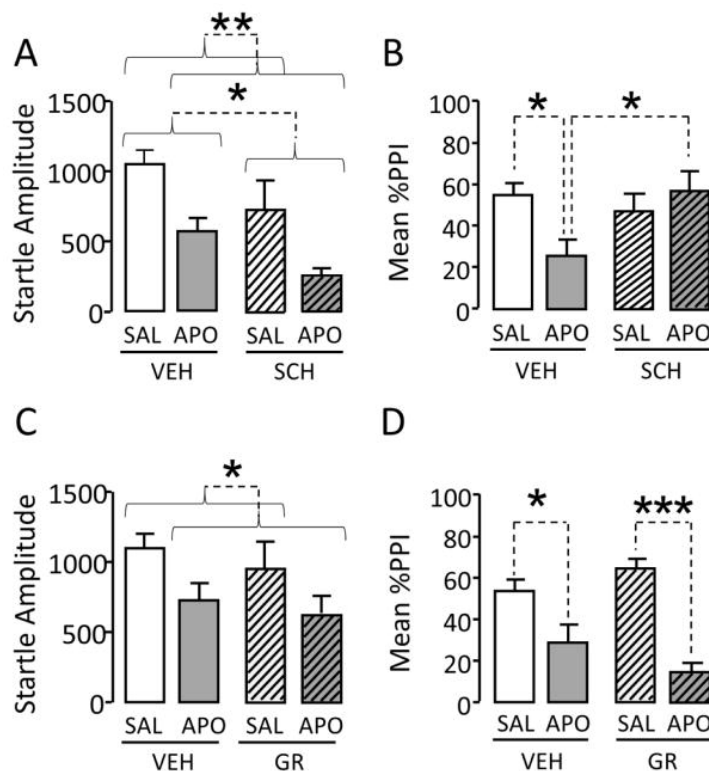 A
**
*
Startle Amplitude
1500
1000
500
0
SAL APO SAL APO
VEH SCH
B
* *
Mean %PPI
100
80
60
40
20
0
SAL APO SAL APO
VEH SCH
C
*
Startle Amplitude
1500
1000
500
0
SAL APO SAL APO
VEH GR
D
* ***
Mean %PPI
100
80
60
40
20
0
SAL APO SAL APO
VEH GR